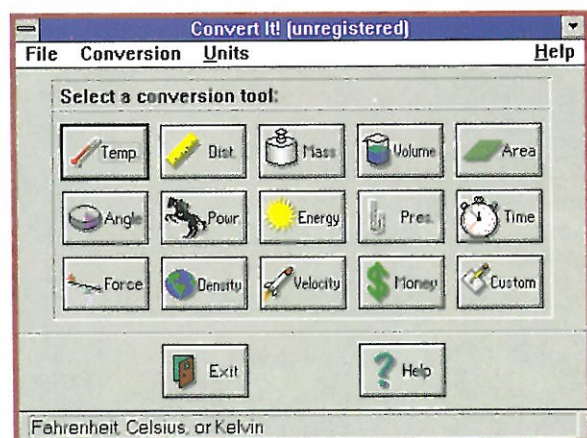 Convert It! (unregistered)
File Conversion Units Help
Select a conversion tool:
Temp Dist. Mass Volume Area
Angle Powr. Energy Pres. Time
Force Density Velocity Money Custom
Exit Help
Fahrenheit, Celsius, or Kelvin